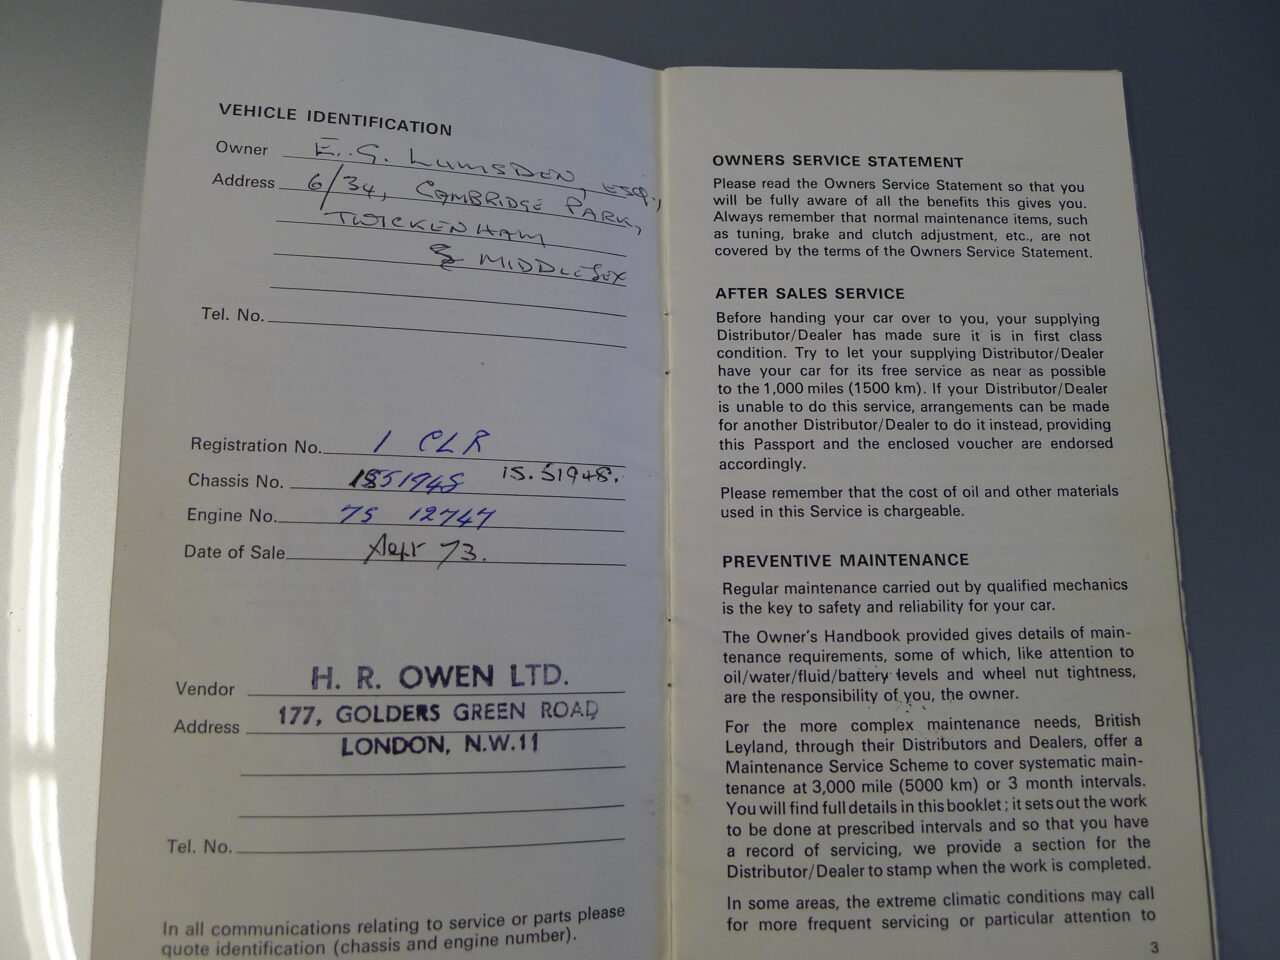 VEHICLE IDENTIFICATION
Owner E. G. LUMSDEN, ESQ.,
Address 6/34, CAMBRIDGE PARK,
TWICKENHAM
MIDDLESEX
Tel. No.
Registration No. 1 CLR
Chassis No. 1S51948 1S. 51948.
Engine No. 7S 12747
Date of Sale Sept 73.
Vendor H. R. OWEN LTD.
Address 177, GOLDERS GREEN ROAD
LONDON, N.W.11
Tel. No.
In all communications relating to service or parts please
quote identification (chassis and engine number).
OWNERS SERVICE STATEMENT
Please read the Owners Service Statement so that you
will be fully aware of all the benefits this gives you.
Always remember that normal maintenance items, such
as tuning, brake and clutch adjustment, etc., are not
covered by the terms of the Owners Service Statement.
AFTER SALES SERVICE
Before handing your car over to you, your supplying
Distributor/Dealer has made sure it is in first class
condition. Try to let your supplying Distributor/Dealer
have your car for its free service as near as possible
to the 1,000 miles (1500 km). If your Distributor/Dealer
is unable to do this service, arrangements can be made
for another Distributor/Dealer to do it instead, providing
this Passport and the enclosed voucher are endorsed
accordingly.
Please remember that the cost of oil and other materials
used in this Service is chargeable.
PREVENTIVE MAINTENANCE
Regular maintenance carried out by qualified mechanics
is the key to safety and reliability for your car.
The Owner's Handbook provided gives details of main-
tenance requirements, some of which, like attention to
oil/water/fluid/battery levels and wheel nut tightness,
are the responsibility of you, the owner.
For the more complex maintenance needs, British
Leyland, through their Distributors and Dealers, offer a
Maintenance Service Scheme to cover systematic main-
tenance at 3,000 mile (5000 km) or 3 month intervals.
You will find full details in this booklet; it sets out the work
to be done at prescribed intervals and so that you have
a record of servicing, we provide a section for the
Distributor/Dealer to stamp when the work is completed.
In some areas, the extreme climatic conditions may call
for more frequent servicing or particular attention to
3